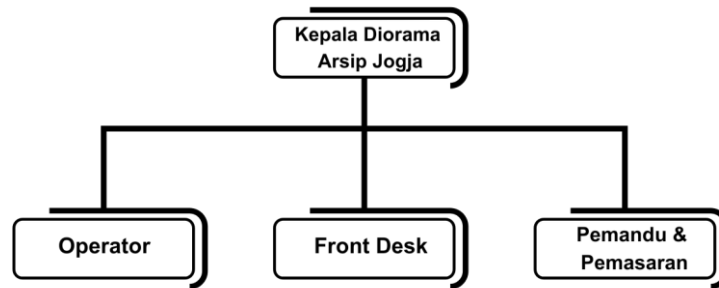 Kepala Diorama
Arsip Jogja
Operator
Front Desk
Pemandu &
Pemasaran